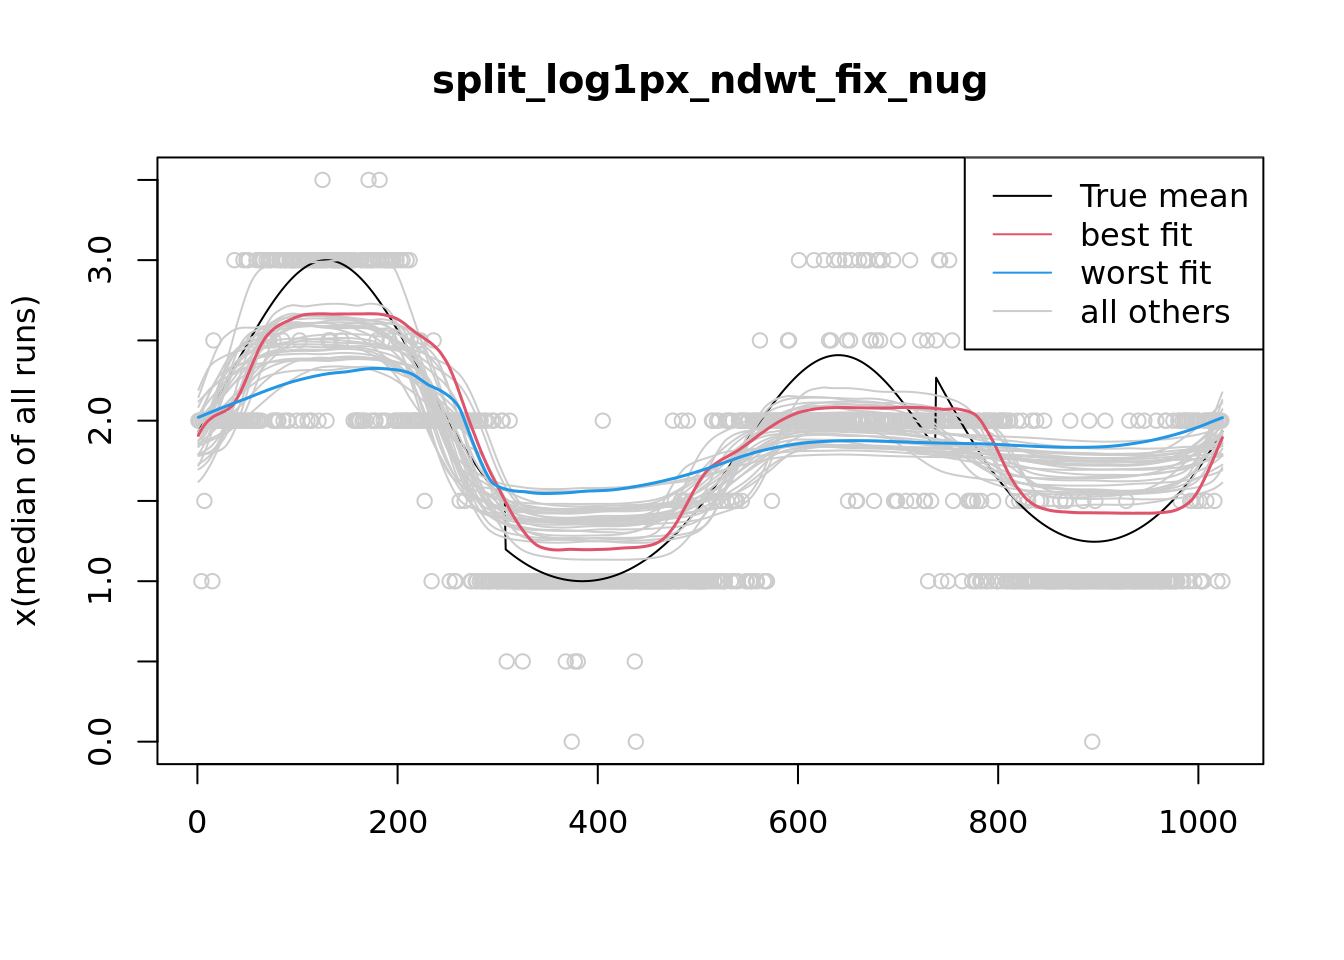 split_log1px_ndwt_fix_nug
True mean
best fit
worst fit
all others
x(median of all runs)
3.0
2.0
1.0
0.0
0 200 400 600 800 1000